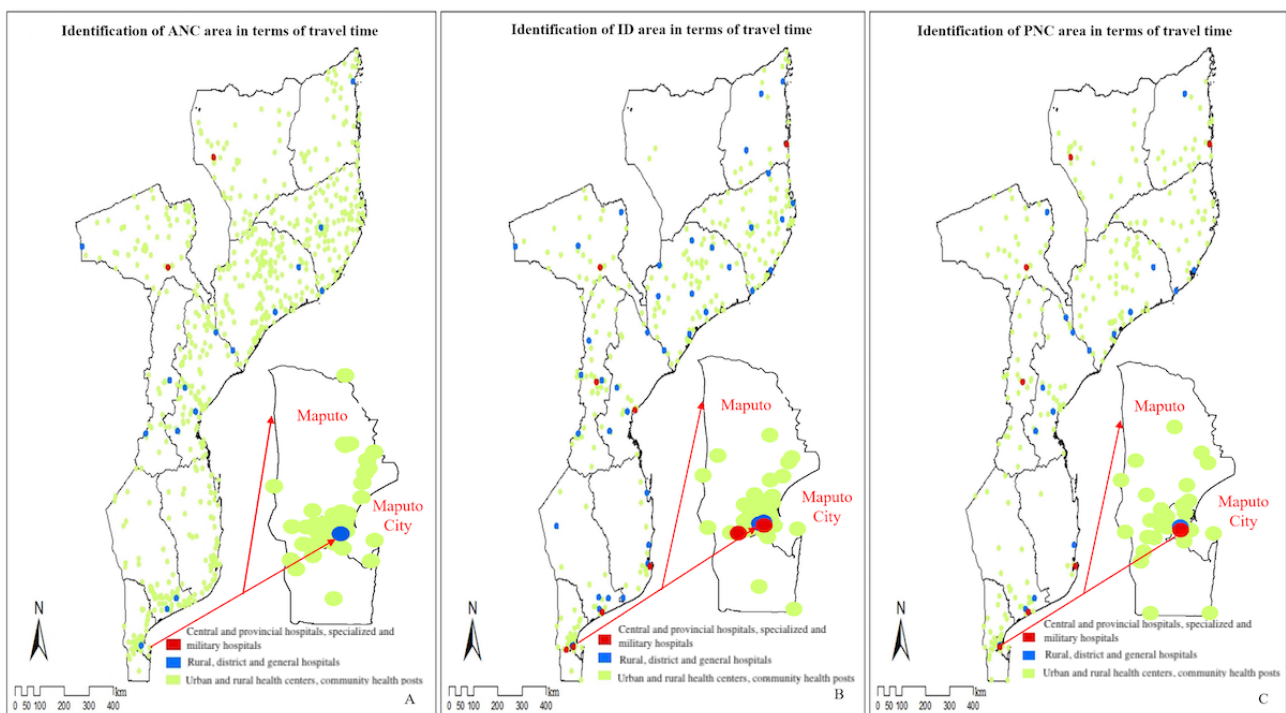 Identification of ANC area in terms of travel time
Maputo
Maputo
City
N
Central and provincial hospitals, specialized and
military hospitals
Rural, district and general hospitals
Urban and rural health centers, community health posts
km
0 50 100 200 300 400
A
Identification of ID area in terms of travel time
Maputo
Maputo
City
N
Central and provincial hospitals, specialized and
military hospitals
Rural, district and general hospitals
Urban and rural health centers, community health posts
km
0 50 100 200 300 400
B
Identification of PNC area in terms of travel time
Maputo
Maputo
City
N
Central and provincial hospitals, specialized and
military hospitals
Rural, district and general hospitals
Urban and rural health centers, community health posts
km
0 50 100 200 300 400
C